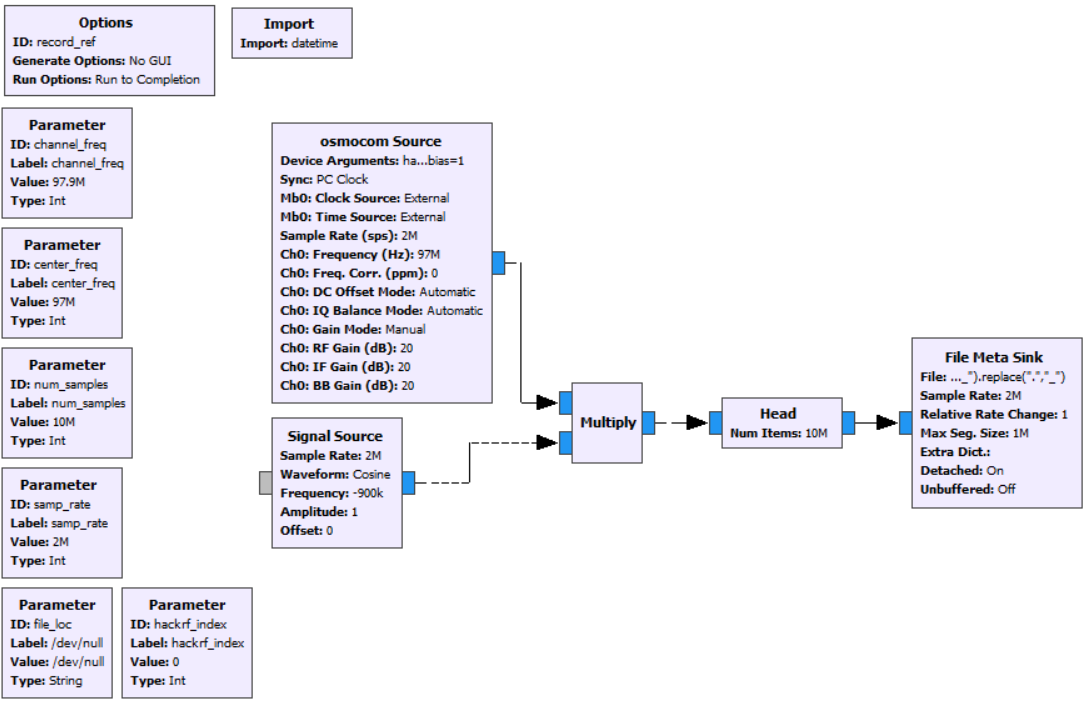 Options
ID: record_ref
Generate Options: No GUI
Run Options: Run to Completion
Import
Import: datetime
Parameter
ID: channel_freq
Label: channel_freq
Value: 97.9M
Type: Int
Parameter
ID: center_freq
Label: center_freq
Value: 97M
Type: Int
Parameter
ID: num_samples
Label: num_samples
Value: 10M
Type: Int
Parameter
ID: samp_rate
Label: samp_rate
Value: 2M
Type: Int
Parameter
ID: file_loc
Label: /dev/null
Value: /dev/null
Type: String
Parameter
ID: hackrf_index
Label: hackrf_index
Value: 0
Type: Int
osmocom Source
Device Arguments: ha...bias=1
Sync: PC Clock
Mb0: Clock Source: External
Mb0: Time Source: External
Sample Rate (sps): 2M
Ch0: Frequency (Hz): 97M
Ch0: Freq. Corr. (ppm): 0
Ch0: DC Offset Mode: Automatic
Ch0: IQ Balance Mode: Automatic
Ch0: Gain Mode: Manual
Ch0: RF Gain (dB): 20
Ch0: IF Gain (dB): 20
Ch0: BB Gain (dB): 20
Signal Source
Sample Rate: 2M
Waveform: Cosine
Frequency: -900k
Amplitude: 1
Offset: 0
Multiply
Head
Num Items: 10M
File Meta Sink
File: ..._").replace(".","_")
Sample Rate: 2M
Relative Rate Change: 1
Max Seg. Size: 1M
Extra Dict.:
Detached: On
Unbuffered: Off